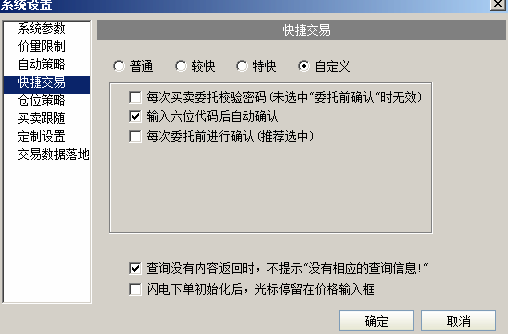 系统设置
系统参数
价量限制
自动策略
快捷交易
仓位策略
买卖跟随
定制设置
交易数据落地
快捷交易
普通 较快 特快 自定义
每次买卖委托校验密码(未选中"委托前确认"时无效)
输入六位代码后自动确认
每次委托前进行确认(推荐选中)
查询没有内容返回时，不提示"没有相应的查询信息!"
闪电下单初始化后，光标停留在价格输入框
确定 取消